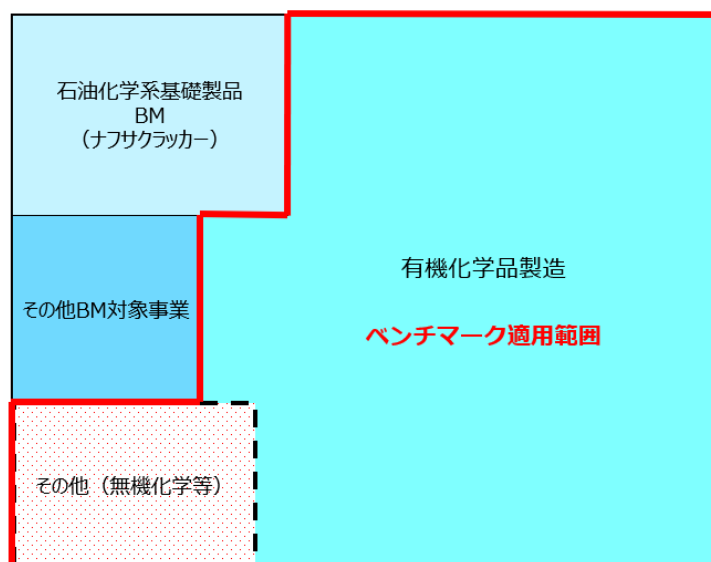 石油化学系基礎製品
BM
（ナフサクラッカー）
有機化学品製造
その他BM対象事業
ベンチマーク適用範囲
その他（無機化学等）